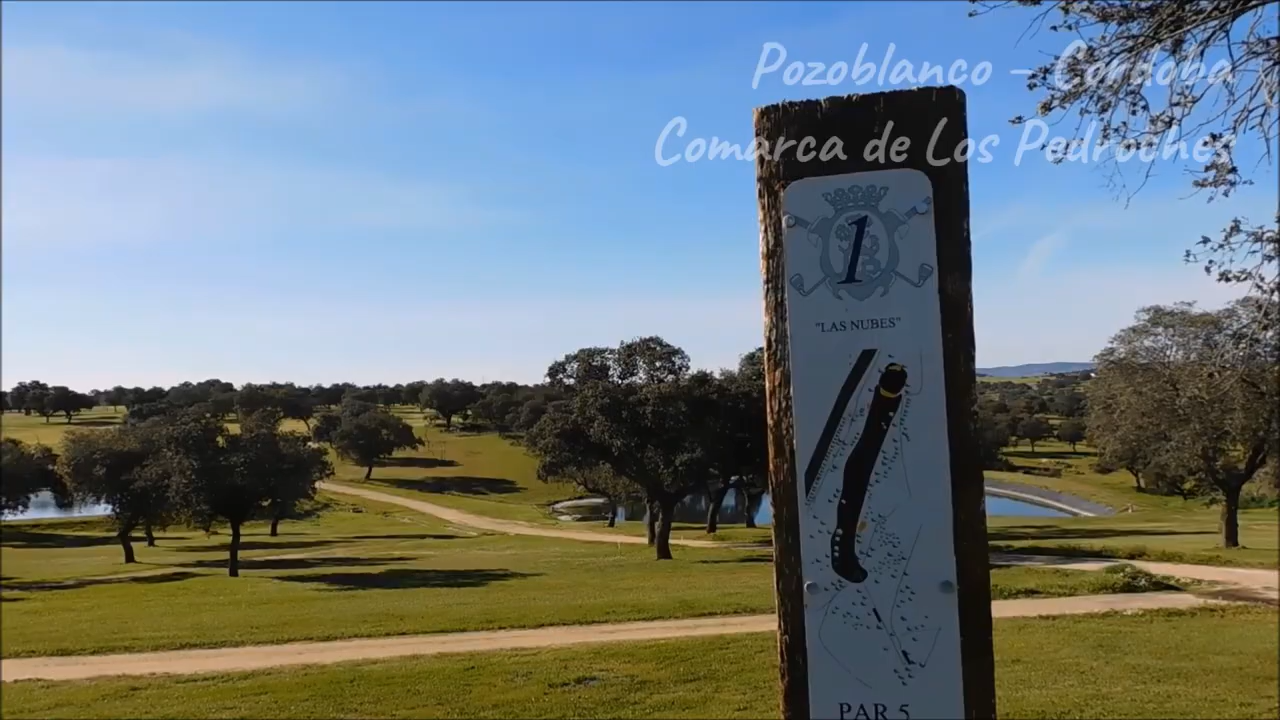 Pozoblanco - Córdoba
Comarca de Los Pedroches
1
"LAS NUBES"
PAR 5